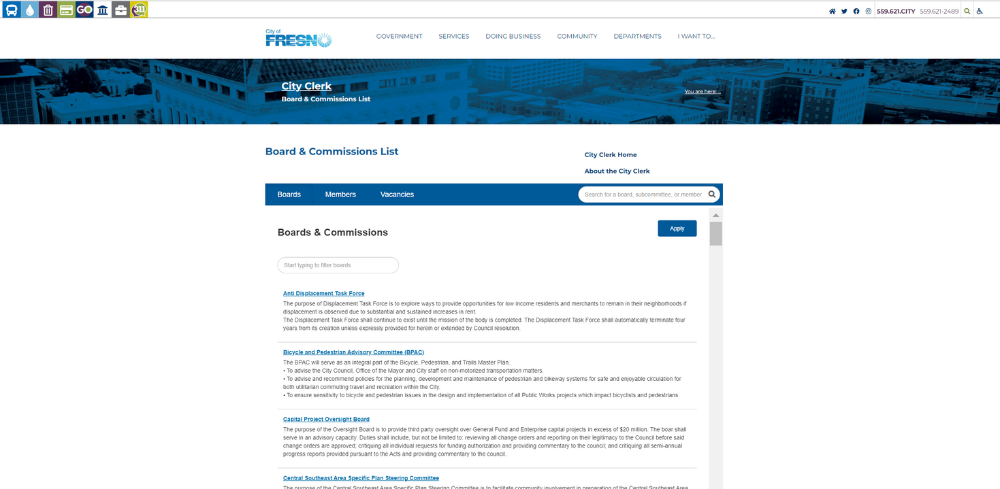 GO
311
559.621.CITY 559-621-2489
City of
FRESNO
GOVERNMENT SERVICES DOING BUSINESS COMMUNITY DEPARTMENTS I WANT TO...
City Clerk
Board & Commissions List
You are here: ...
Board & Commissions List
City Clerk Home
About the City Clerk
Boards Members Vacancies
Search for a board, subcommittee, or member
Boards & Commissions
Apply
Start typing to filter boards
Anti Displacement Task Force
The purpose of Displacement Task Force is to explore ways to provide opportunities for low income residents and merchants to remain in their neighborhoods if
displacement is observed due to substantial and sustained increases in rent.
The Displacement Task Force shall continue to exist until the mission of the body is completed. The Displacement Task Force shall automatically terminate four
years from its creation unless expressly provided for herein or extended by Council resolution.
Bicycle and Pedestrian Advisory Committee (BPAC)
The BPAC will serve as an integral part of the Bicycle, Pedestrian, and Trails Master Plan.
• To advise the City Council, Office of the Mayor and City staff on non-motorized transportation matters.
• To advise and recommend policies for the planning, development and maintenance of pedestrian and bikeway systems for safe and enjoyable circulation for
both utilitarian commuting travel and recreation within the City.
• To ensure sensitivity to bicycle and pedestrian issues in the design and implementation of all Public Works projects which impact bicyclists and pedestrians.
Capital Project Oversight Board
The purpose of the Oversight Board is to provide third party oversight over General Fund and Enterprise capital projects in excess of $20 million. The boar shall
serve in an advisory capacity. Duties shall include, but not be limited to: reviewing all change orders and reporting on their legitimacy to the Council before said
change orders are approved; critiquing all individual requests for funding authorization and providing commentary to the council; and critiquing all semi-annual
progress reports provided pursuant to the Acts and providing commentary to the council.
Central Southeast Area Specific Plan Steering Committee
The purpose of the Central Southeast Area Specific Plan Steering Committee is to facilitate community involvement in preparation of the Central Southeast Area